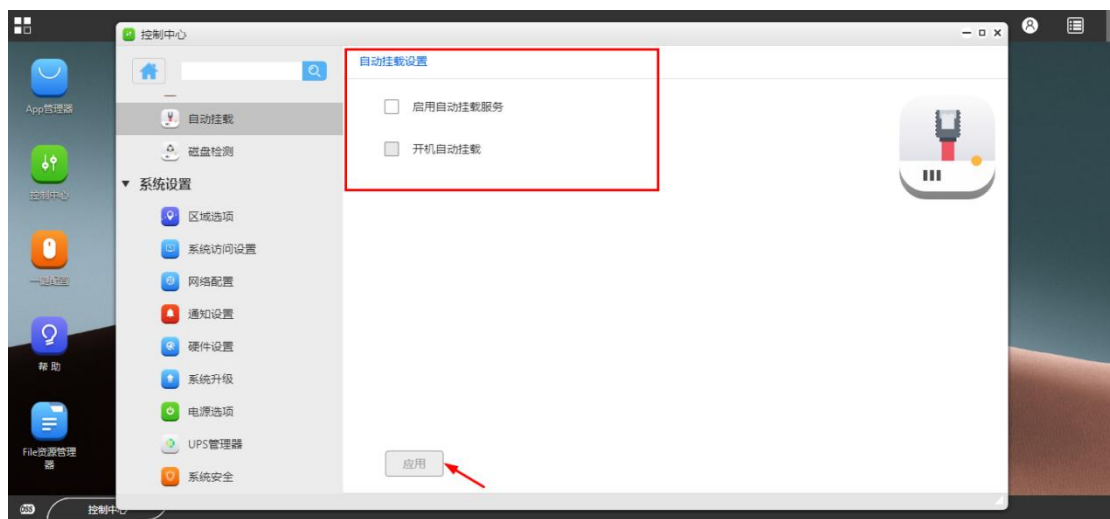 控制中心
自动挂载设置
App管理器
自动挂载
启用自动挂载服务
磁盘检测
开机自动挂载
控制中心
系统设置
区域选项
系统访问设置
一键配置
网络配置
通知设置
硬件设置
帮 助
系统升级
电源选项
UPS管理器
File资源管理
器
应用
系统安全
控制中心